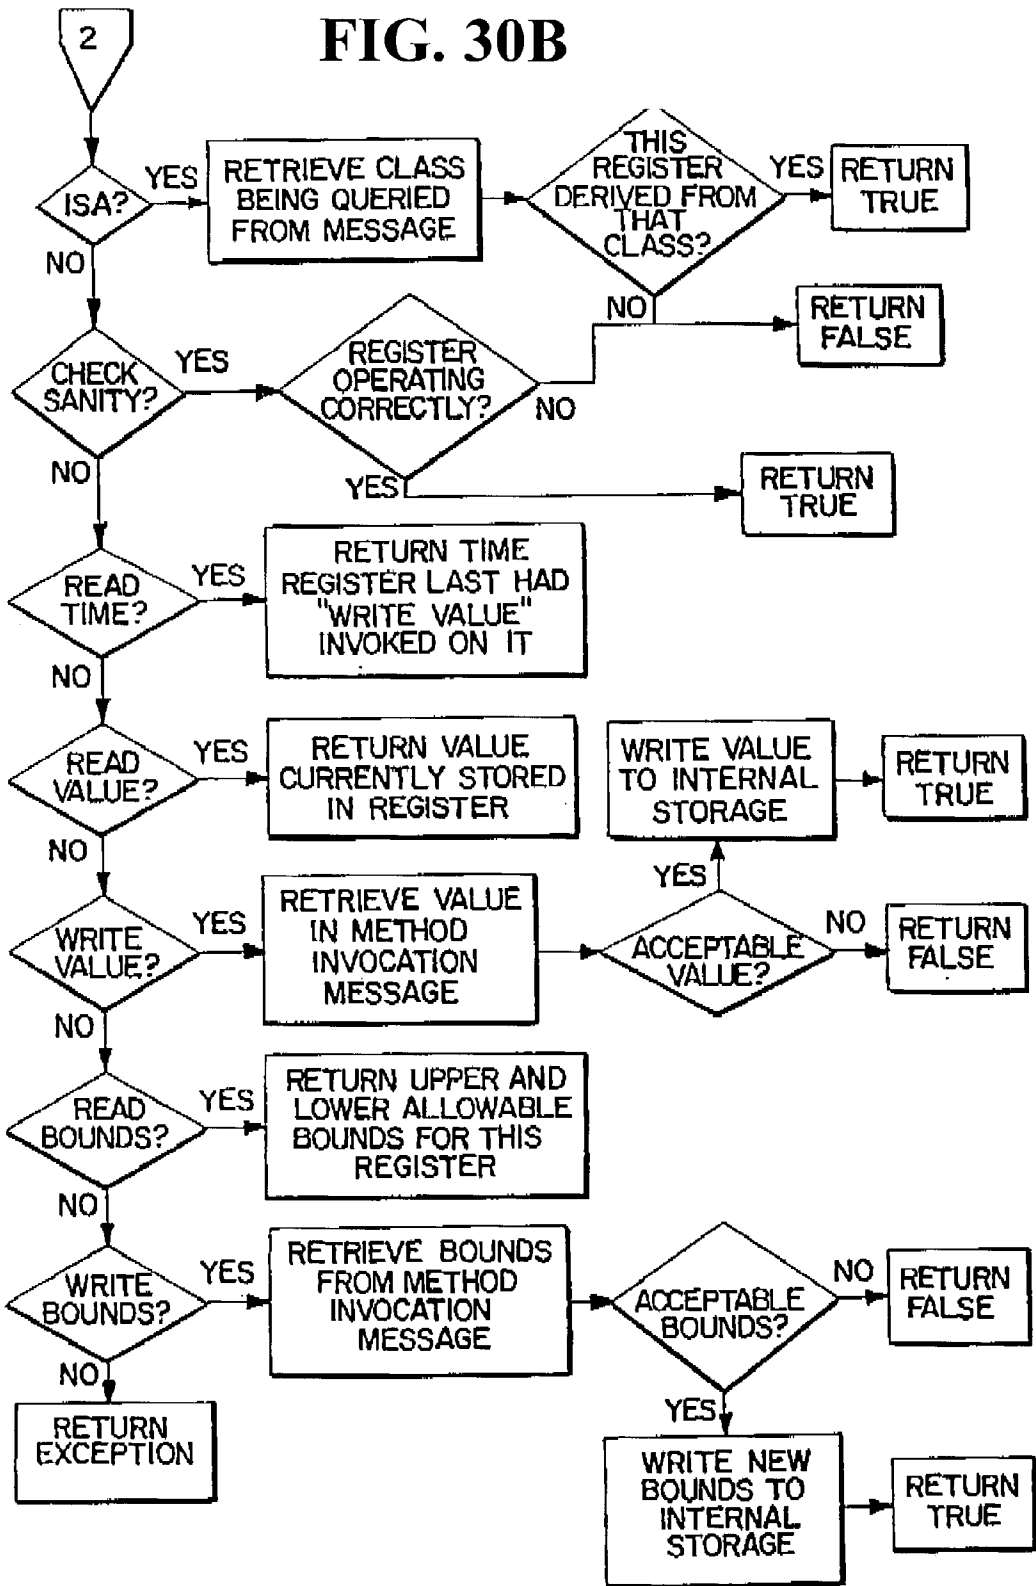 FIG. 30B
2
ISA?
YES
RETRIEVE CLASS
BEING QUERIED
FROM MESSAGE
THIS
REGISTER
DERIVED FROM
THAT
CLASS?
YES
RETURN
TRUE
NO
NO
RETURN
FALSE
CHECK
SANITY?
YES
REGISTER
OPERATING
CORRECTLY?
NO
NO
YES
RETURN
TRUE
READ
TIME?
YES
RETURN TIME
REGISTER LAST HAD
"WRITE VALUE"
INVOKED ON IT
NO
READ
VALUE?
YES
RETURN VALUE
CURRENTLY STORED
IN REGISTER
WRITE VALUE
TO INTERNAL
STORAGE
RETURN
TRUE
NO
YES
WRITE
VALUE?
YES
RETRIEVE VALUE
IN METHOD
INVOCATION
MESSAGE
ACCEPTABLE
VALUE?
NO
RETURN
FALSE
NO
READ
BOUNDS?
YES
RETURN UPPER AND
LOWER ALLOWABLE
BOUNDS FOR THIS
REGISTER
NO
WRITE
BOUNDS?
YES
RETRIEVE BOUNDS
FROM METHOD
INVOCATION
MESSAGE
ACCEPTABLE
BOUNDS?
NO
RETURN
FALSE
NO
YES
RETURN
EXCEPTION
WRITE NEW
BOUNDS TO
INTERNAL
STORAGE
RETURN
TRUE